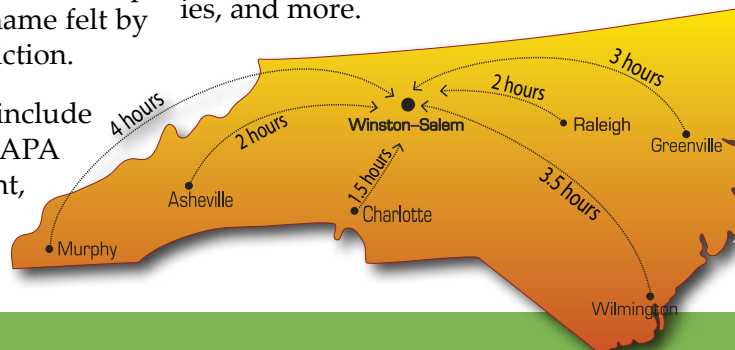 name felt by
ction.
include
APA
nt,
ies, and more.
4 hours
2 hours
Winston-Salem
2 hours
3 hours
Raleigh
Greenville
Asheville
1.5 hours
Charlotte
3.5 hours
Murphy
Wilmington